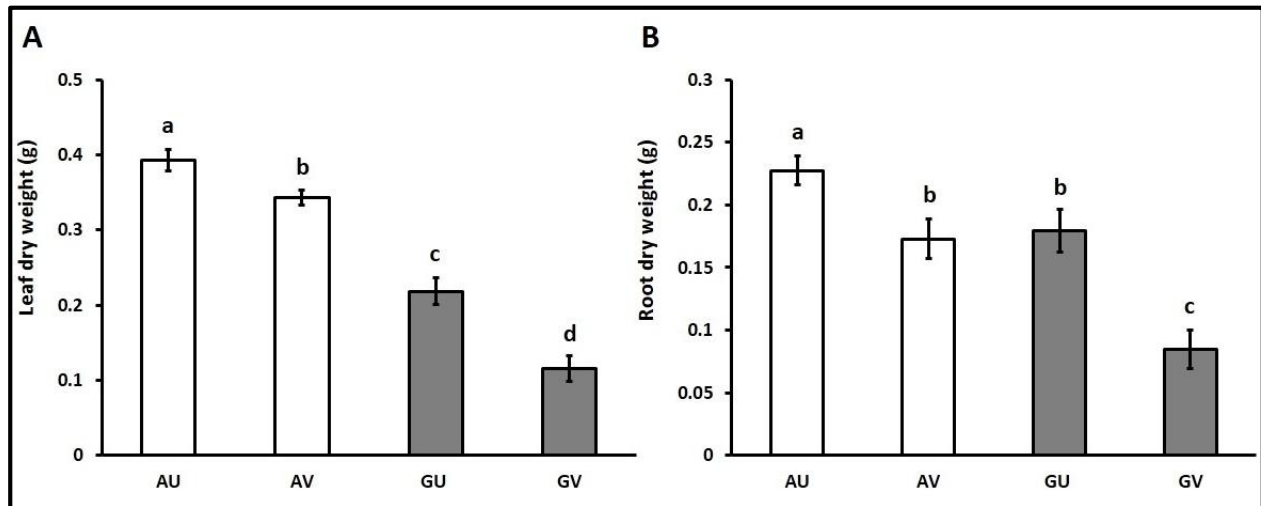 A
Leaf dry weight (g)
0.5
0.4
0.3
0.2
0.1
0
a
b
c
d
AU AV GU GV
B
Root dry weight (g)
0.3
0.25
0.2
0.15
0.1
0.05
0
a
b
b
c
AU AV GU GV